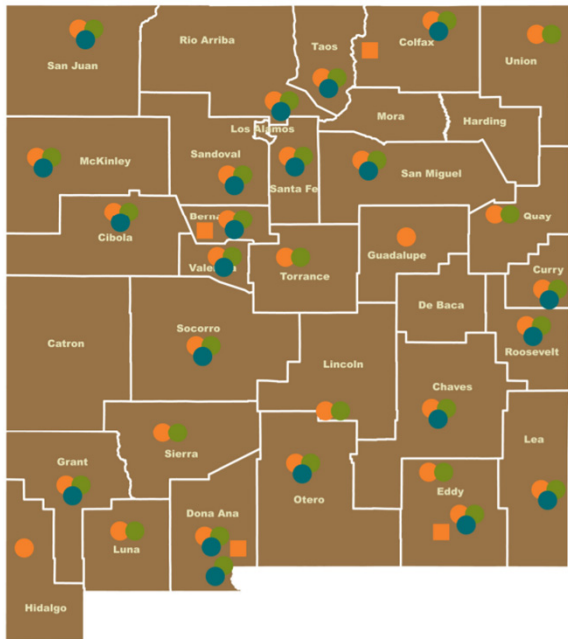 Rio Arriba
Taos
Colfax
San Juan
Union
Mora
Harding
Los Alamos
McKinley
Sandoval
Santa Fe
San Miguel
Quay
Cibola
Torrance
Guadalupe
Curry
De Baca
Socorro
Catron
Lincoln
Roosevelt
Chaves
Lea
Grant
Sierra
Dona Ana
Otero
Eddy
Luna
Hidalgo